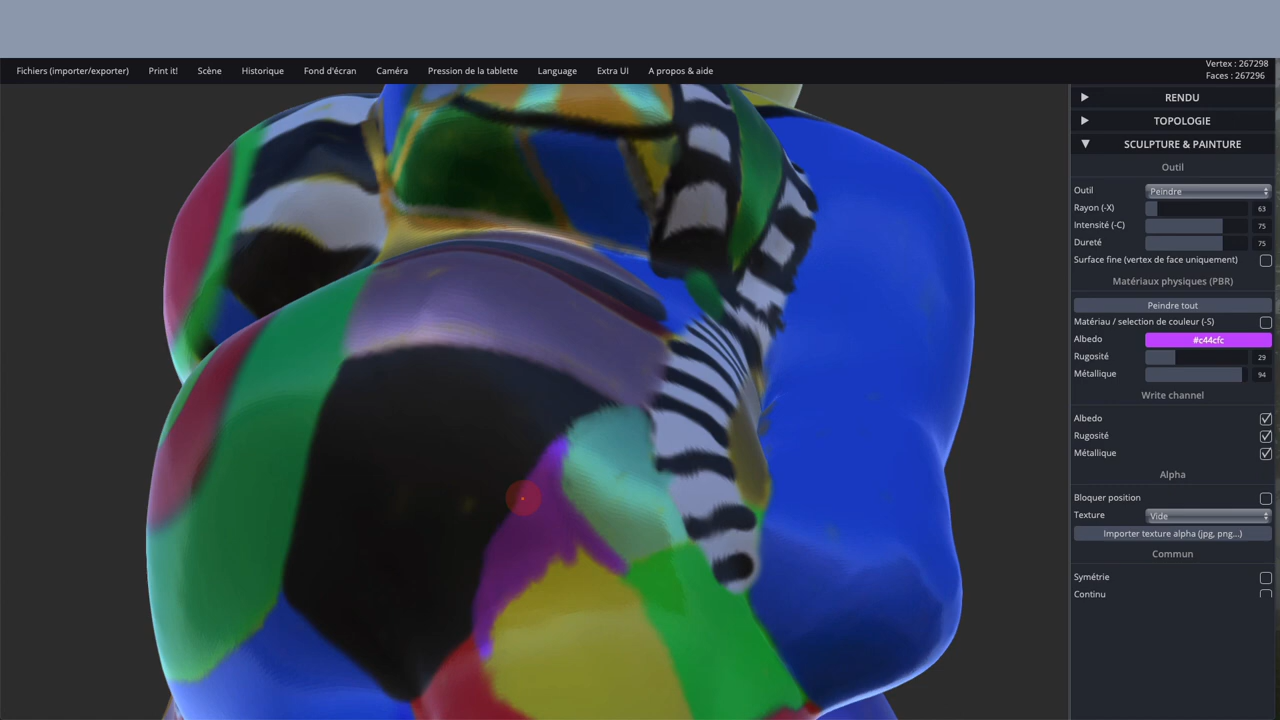 Fichiers (importer/exporter) Print it! Scène Historique Fond d'écran Caméra Pression de la tablette Language Extra UI A propos & aide
Vertex : 267298
Faces : 267296
RENDU
TOPOLOGIE
SCULPTURE & PAINTURE
Outil
Outil Peindre
Rayon (-X) 63
Intensité (-C) 75
Dureté 75
Surface fine (vertex de face uniquement)
Matériaux physiques (PBR)
Peindre tout
Matériau / selection de couleur (-S)
Albedo #c44cfc
Rugosité 29
Métallique 94
Write channel
Albedo
Rugosité
Métallique
Alpha
Bloquer position
Texture Vide
Importer texture alpha (jpg, png...)
Commun
Symétrie
Continu